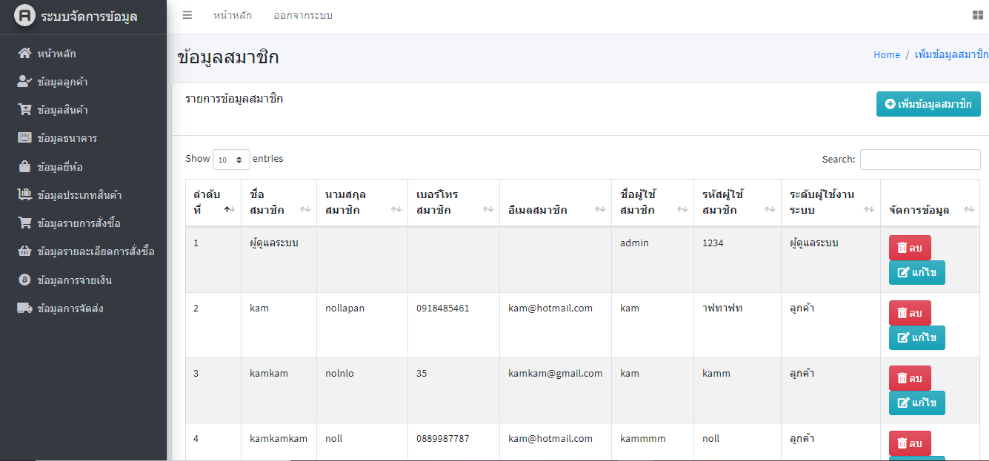 ระบบจัดการข้อมูล
หน้าหลัก
ข้อมูลลูกค้า
ข้อมูลสินค้า
ข้อมูลธนาคาร
ข้อมูลยี่ห้อ
ข้อมูลประเภทสินค้า
ข้อมูลรายการสั่งซื้อ
ข้อมูลรายละเอียดการสั่งซื้อ
ข้อมูลการจ่ายเงิน
ข้อมูลการจัดส่ง
หน้าหลัก ออกจากระบบ
ข้อมูลสมาชิก
Home / เพิ่มข้อมูลสมาชิก
รายการข้อมูลสมาชิก
เพิ่มข้อมูลสมาชิก
Show 10 entries
Search:
ลำดับที่ ชื่อสมาชิก นามสกุลสมาชิก เบอร์โทรสมาชิก อีเมลสมาชิก ชื่อผู้ใช้สมาชิก รหัสผู้ใช้สมาชิก ระดับผู้ใช้งานระบบ จัดการข้อมูล
1 ผู้ดูแลระบบ admin 1234 ผู้ดูแลระบบ ลบ
แก้ไข
2 kam nollapan 0918485461 kam@hotmail.com kam าฟทาฟท ลูกค้า ลบ
แก้ไข
3 kamkam nolnlo 35 kamkam@gmail.com kam kamm ลูกค้า ลบ
แก้ไข
4 kamkamkam noll 0889987787 kam@hotmail.com kammmm noll ลูกค้า ลบ